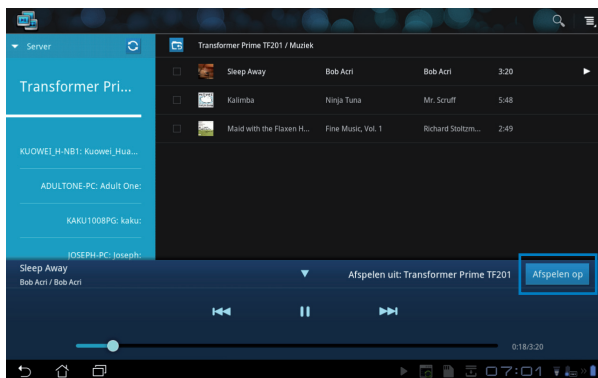 Server
Transformer Prime TF201 / Muziek
Transformer Pri...
Sleep Away Bob Acri Bob Acri 3:20
Kalimba Ninja Tuna Mr. Scruff 5:48
Maid with the Flaxen H... Fine Music, Vol. 1 Richard Stoltzm... 2:49
KUOWEI_H-NB1: Kuowei_Hua...
ADULTONE-PC: Adult One:
KAKU1008PG: kaku:
JOSEPH-PC: Joseph:
Sleep Away
Bob Acri / Bob Acri
Afspelen uit: Transformer Prime TF201
Afspelen op
0:18/3:20
07:01